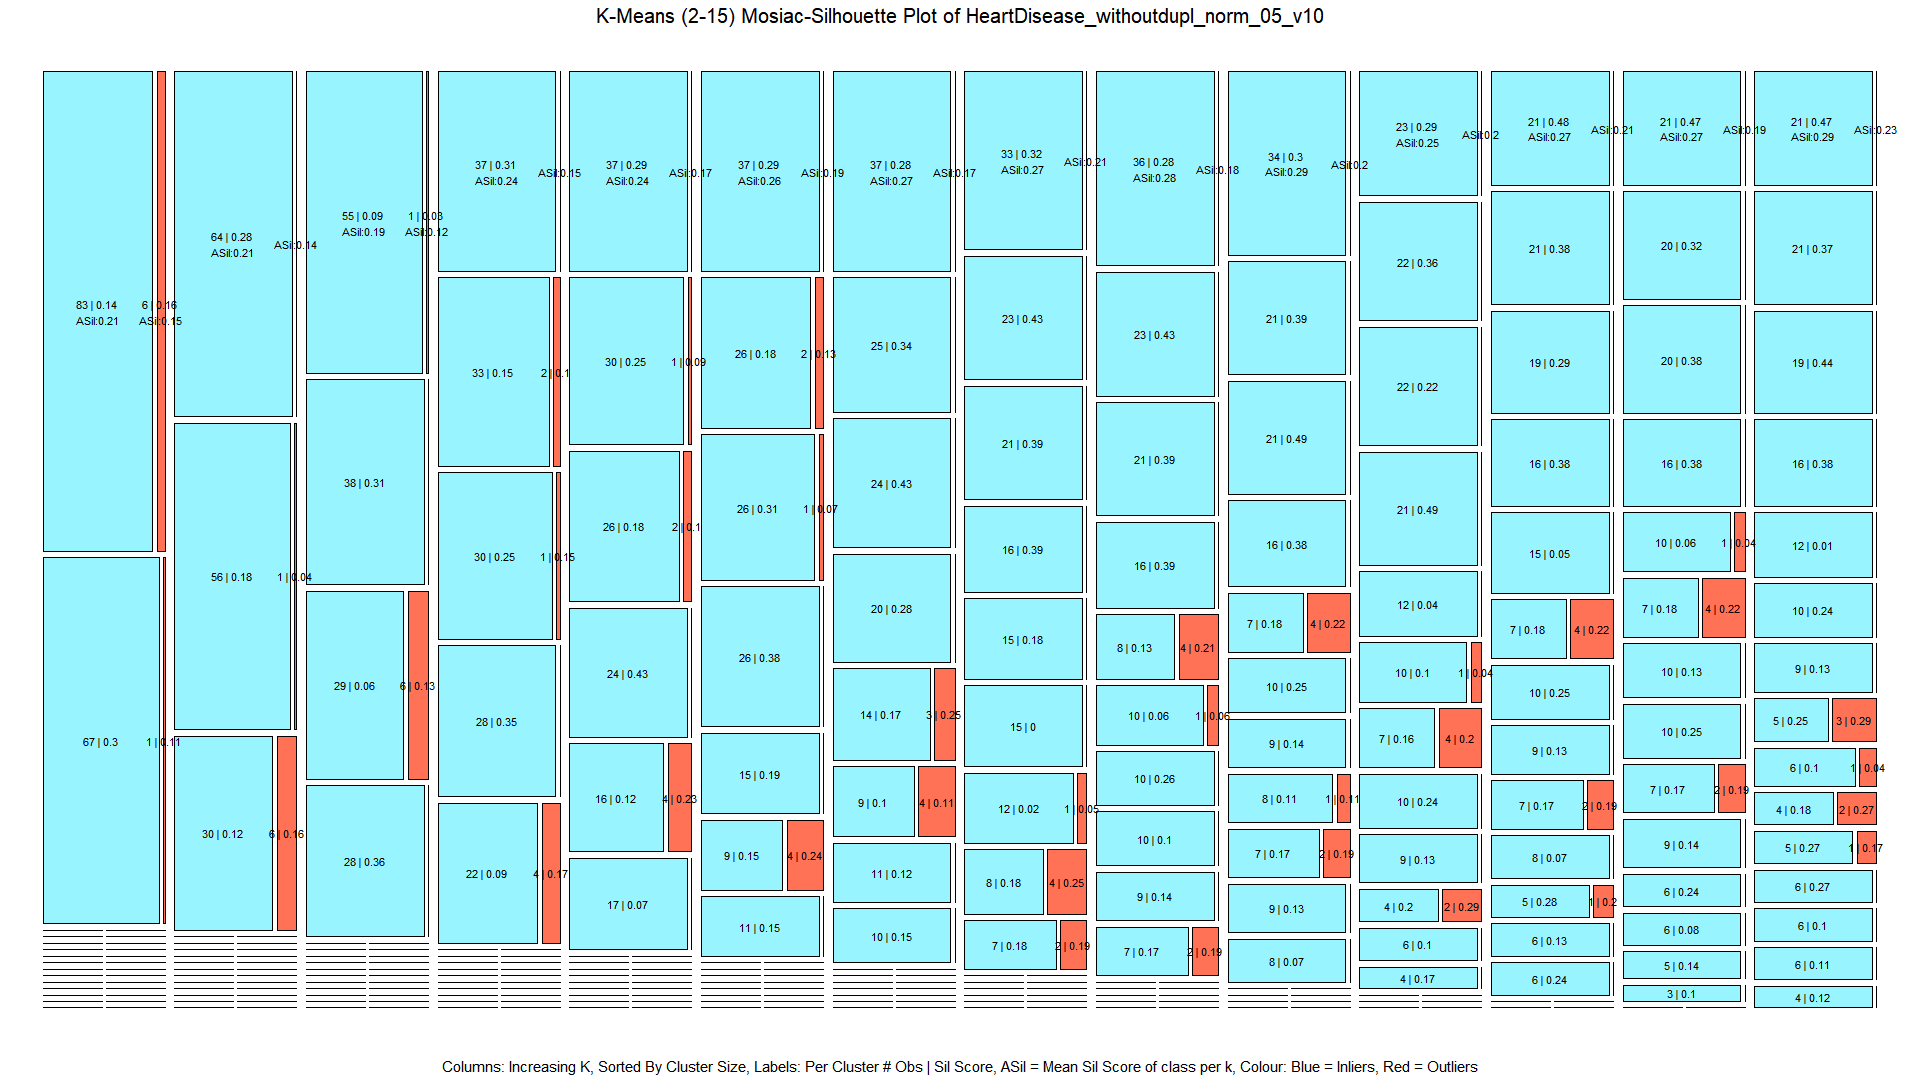 K-Means (2-15) Mosiac-Silhouette Plot of HeartDisease_withoutdupl_norm_05_v10
83 | 0.14
ASil:0.21
6 | 0.16
ASil:0.15
67 | 0.3
1 | 0.11
64 | 0.28
ASil:0.21
ASil:0.14
56 | 0.18
1 | 0.04
30 | 0.12
6 | 0.16
55 | 0.09
ASil:0.19
1 | 0.03
ASil:0.12
38 | 0.31
29 | 0.06
6 | 0.13
28 | 0.36
37 | 0.31
ASil:0.24
ASil:0.15
33 | 0.15
2 | 0.1
30 | 0.25
1 | 0.15
28 | 0.35
22 | 0.09
4 | 0.17
37 | 0.29
ASil:0.24
ASil:0.17
30 | 0.25
1 | 0.09
26 | 0.18
2 | 0.1
24 | 0.43
16 | 0.12
4 | 0.23
17 | 0.07
37 | 0.29
ASil:0.26
ASil:0.19
26 | 0.18
2 | 0.13
26 | 0.31
1 | 0.07
26 | 0.38
15 | 0.19
9 | 0.15
4 | 0.24
11 | 0.15
37 | 0.28
ASil:0.27
ASil:0.17
25 | 0.34
24 | 0.43
20 | 0.28
14 | 0.17
3 | 0.25
9 | 0.1
4 | 0.11
11 | 0.12
10 | 0.15
33 | 0.32
ASil:0.27
ASil:0.21
23 | 0.43
21 | 0.39
16 | 0.39
15 | 0.18
15 | 0
12 | 0.02
1 | 0.05
8 | 0.18
4 | 0.25
7 | 0.18
2 | 0.19
36 | 0.28
ASil:0.28
ASil:0.18
23 | 0.43
21 | 0.39
16 | 0.39
8 | 0.13
4 | 0.21
10 | 0.06
1 | 0.06
10 | 0.26
10 | 0.1
9 | 0.14
7 | 0.17
2 | 0.19
34 | 0.3
ASil:0.29
ASil:0.2
21 | 0.39
21 | 0.49
16 | 0.38
7 | 0.18
4 | 0.22
10 | 0.25
9 | 0.14
8 | 0.11
1 | 0.11
7 | 0.17
2 | 0.19
9 | 0.13
8 | 0.07
23 | 0.29
ASil:0.25
ASil:0.2
22 | 0.36
22 | 0.22
21 | 0.49
12 | 0.04
10 | 0.1
1 | 0.04
7 | 0.16
4 | 0.2
10 | 0.24
9 | 0.13
4 | 0.2
2 | 0.29
6 | 0.1
4 | 0.17
21 | 0.48
ASil:0.27
ASil:0.21
21 | 0.38
19 | 0.29
16 | 0.38
15 | 0.05
7 | 0.18
4 | 0.22
10 | 0.25
9 | 0.13
7 | 0.17
2 | 0.19
8 | 0.07
5 | 0.28
1 | 0.2
6 | 0.13
6 | 0.24
21 | 0.47
ASil:0.27
ASil:0.19
20 | 0.32
20 | 0.38
16 | 0.38
10 | 0.06
1 | 0.04
7 | 0.18
4 | 0.22
10 | 0.13
10 | 0.25
7 | 0.17
2 | 0.19
9 | 0.14
6 | 0.24
6 | 0.08
5 | 0.14
3 | 0.1
21 | 0.47
ASil:0.29
ASil:0.23
21 | 0.37
19 | 0.44
16 | 0.38
12 | 0.01
10 | 0.24
9 | 0.13
5 | 0.25
3 | 0.29
6 | 0.1
1 | 0.04
4 | 0.18
2 | 0.27
5 | 0.27
1 | 0.17
6 | 0.27
6 | 0.1
6 | 0.11
4 | 0.12
Columns: Increasing K, Sorted By Cluster Size, Labels: Per Cluster # Obs | Sil Score, ASil = Mean Sil Score of class per k, Colour: Blue = Inliers, Red = Outliers